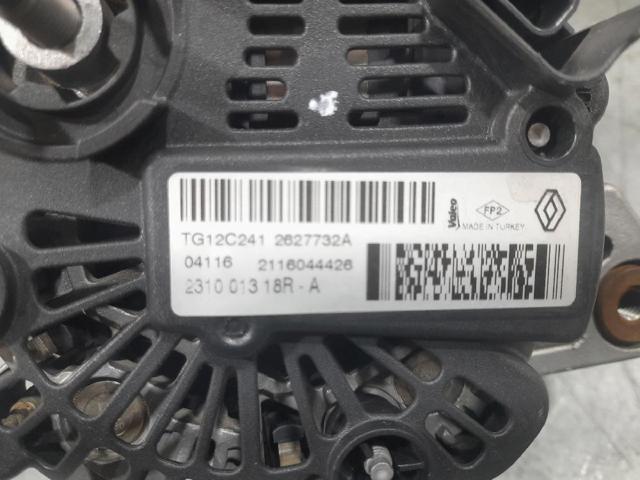 Valeo
FP2
MADE IN TURKEY
TG12C241 2627732A
04116 2116044426
2310 013 18R - A